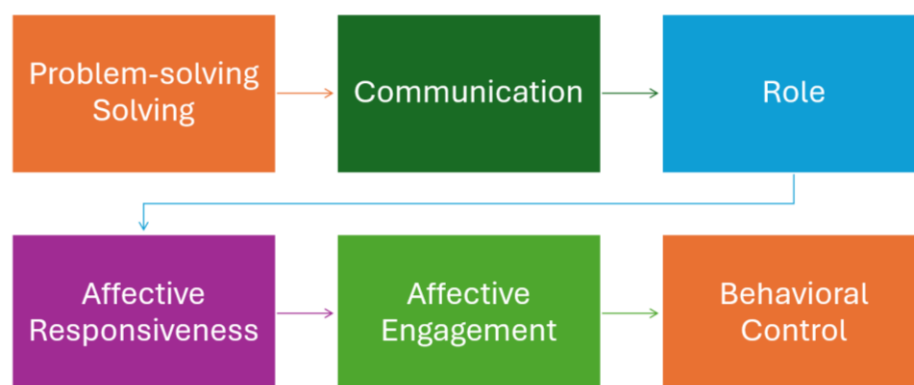 Problem-solving
Solving
Communication
Role
Affective
Responsiveness
Affective
Engagement
Behavioral
Control